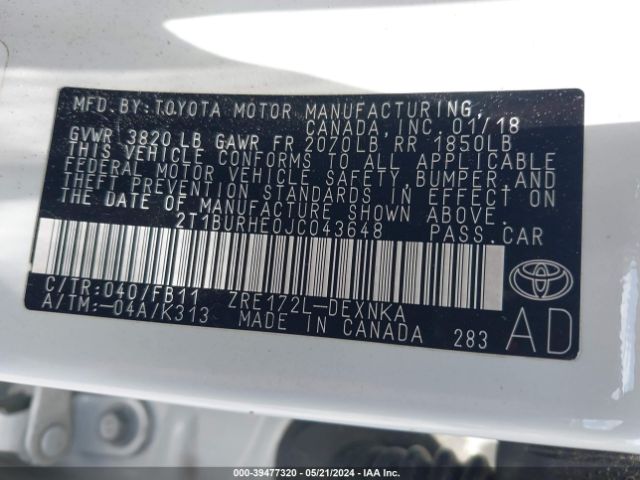 MFD. BY: TOYOTA MOTOR MANUFACTURING,
CANADA, INC. 01/18
GVWR 3820 LB GAWR FR 2070LB RR 1850LB
THIS VEHICLE CONFORMS TO ALL APPLICABLE
FEDERAL MOTOR VEHICLE SAFETY, BUMPER, AND
THEFT PREVENTION STANDARDS IN EFFECT ON
THE DATE OF MANUFACTURE SHOWN ABOVE.
2T1BURHE0JC043648 PASS.CAR
C/TR:040/FB11 ZRE172L-DEXNKA
A/TM:-04A/K313 MADE IN CANADA 283
AD
000-39477320 - 05/21/2024 - IAA Inc.